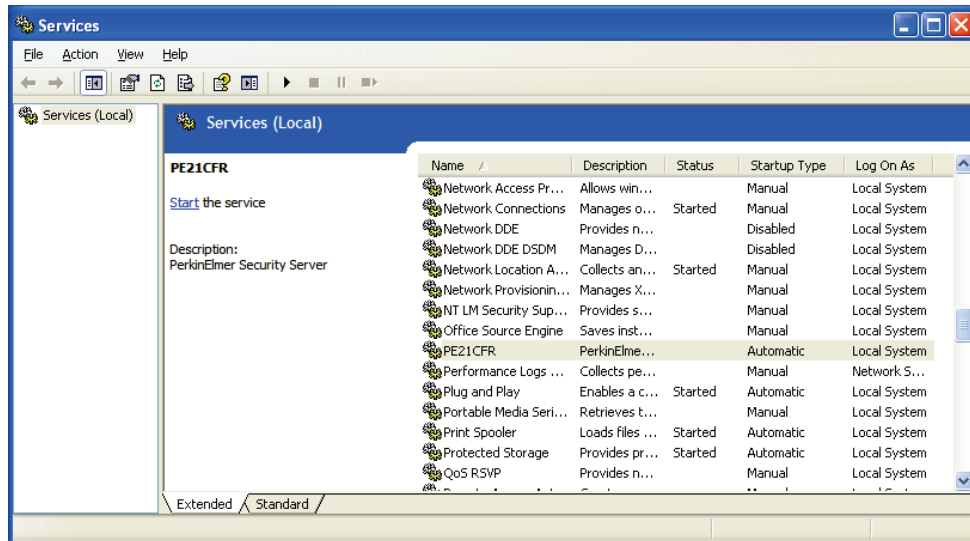 Services
File Action View Help
Services (Local)
Services (Local)
PE21CFR
Start the service
Description:
PerkinElmer Security Server
Name Description Status Startup Type Log On As
Network Access Pr... Allows win... Manual Local System
Network Connections Manages o... Started Manual Local System
Network DDE Provides n... Disabled Local System
Network DDE DSDM Manages D... Disabled Local System
Network Location A... Collects an... Started Manual Local System
Network Provisionin... Manages X... Manual Local System
NT LM Security Sup... Provides s... Manual Local System
Office Source Engine Saves inst... Manual Local System
PE21CFR PerkinElme... Automatic Local System
Performance Logs ... Collects pe... Manual Network S...
Plug and Play Enables a c... Started Automatic Local System
Portable Media Seri... Retrieves t... Manual Local System
Print Spooler Loads files ... Started Automatic Local System
Protected Storage Provides pr... Started Automatic Local System
QoS RSVP Provides n... Manual Local System
Extended Standard